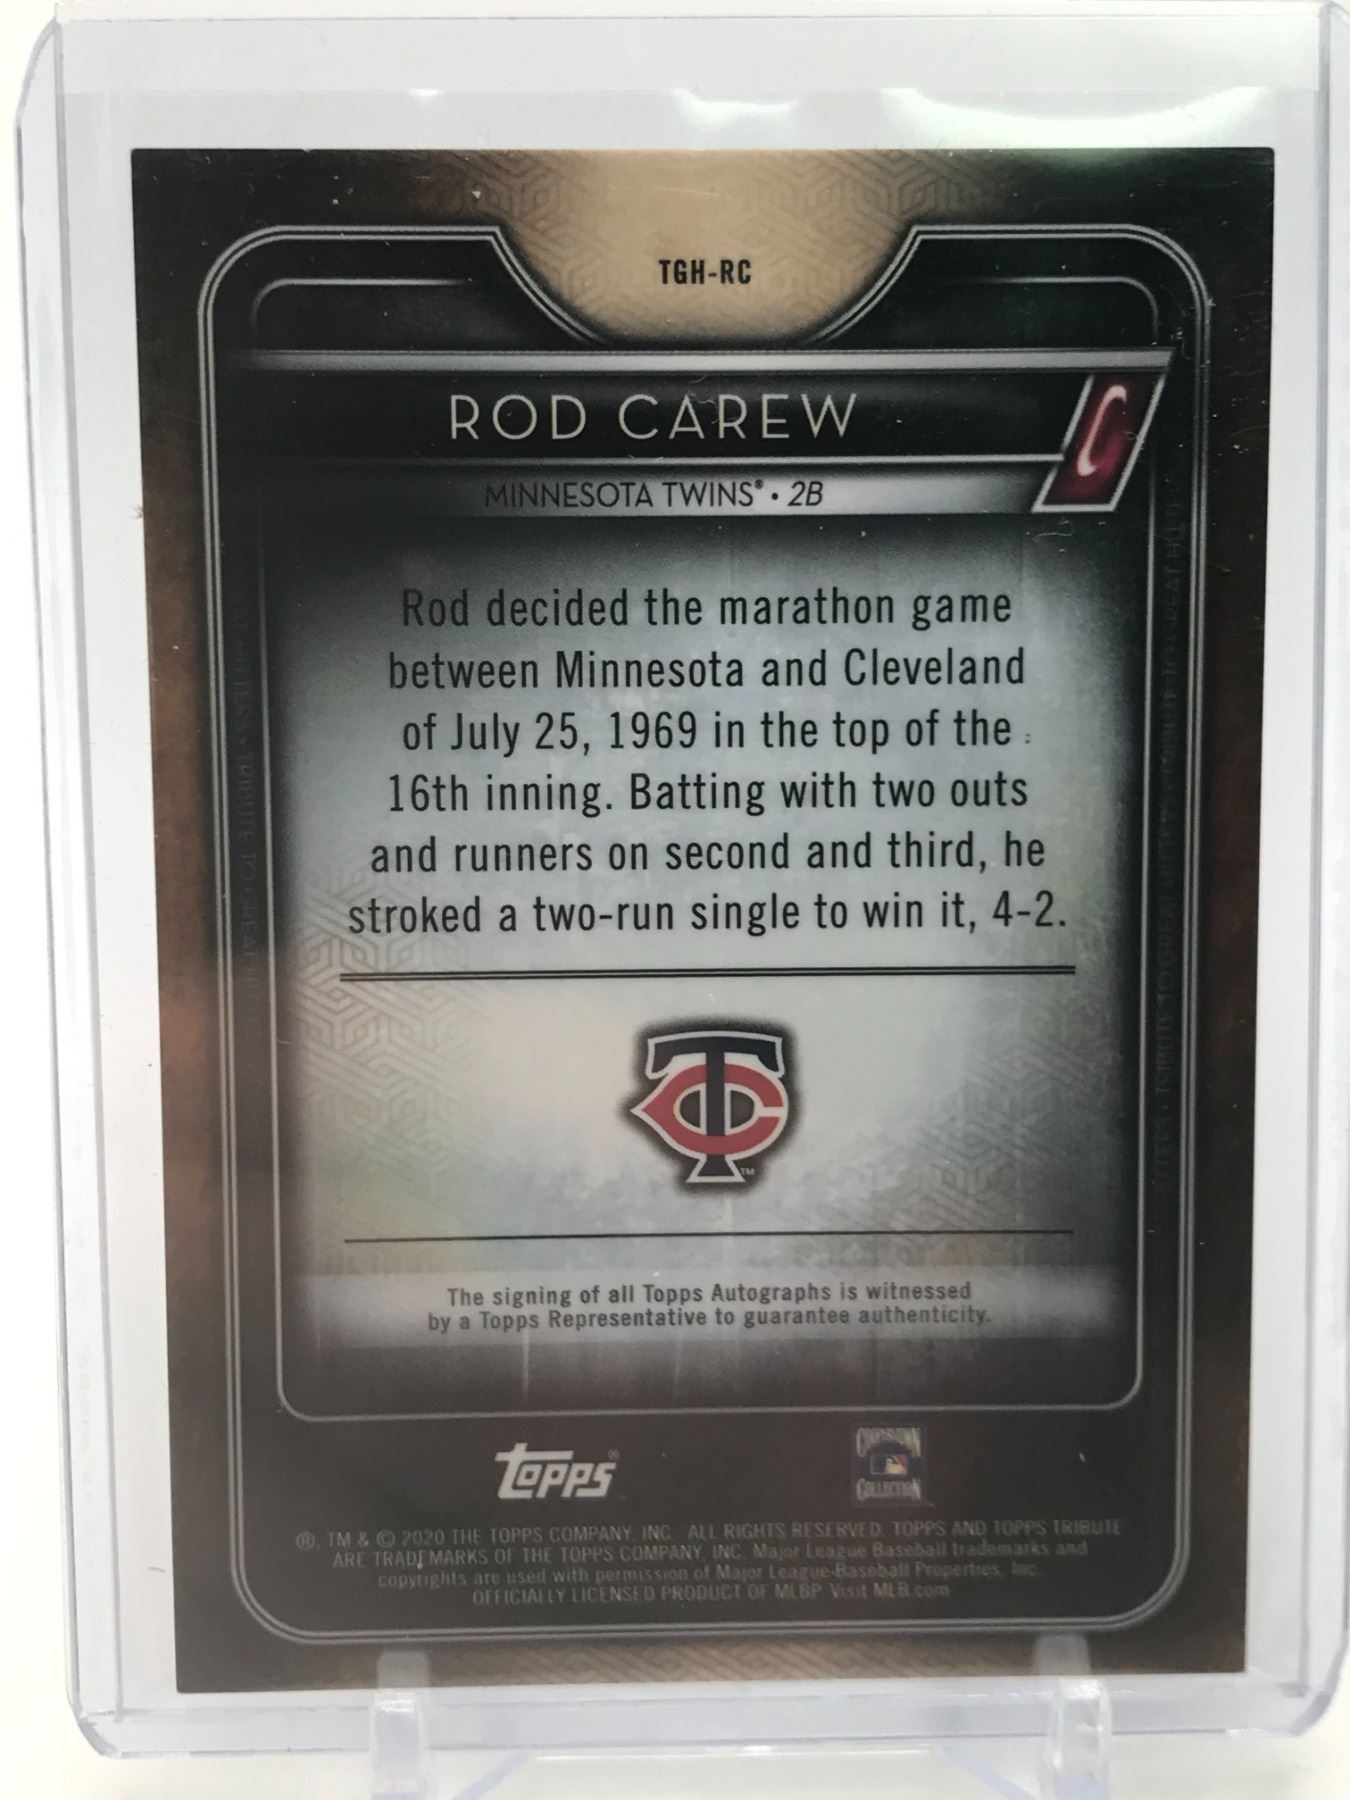 TGH-RC
ROD CAREW
C
MINNESOTA TWINS® • 2B
Rod decided the marathon game
between Minnesota and Cleveland
of July 25, 1969 in the top of the
16th inning. Batting with two outs
and runners on second and third, he
stroked a two-run single to win it, 4-2.
TC
TM
The signing of all Topps Autographs is witnessed
by a Topps Representative to guarantee authenticity.
topps®
COOPERSTOWN
COLLECTION
®, TM & © 2020 THE TOPPS COMPANY, INC. ALL RIGHTS RESERVED. TOPPS AND TOPPS TRIBUTE
ARE TRADEMARKS OF THE TOPPS COMPANY, INC. Major League Baseball trademarks and
copyrights are used with permission of Major League Baseball Properties, Inc.
OFFICIALLY LICENSED PRODUCT OF MLBP Visit MLB.com